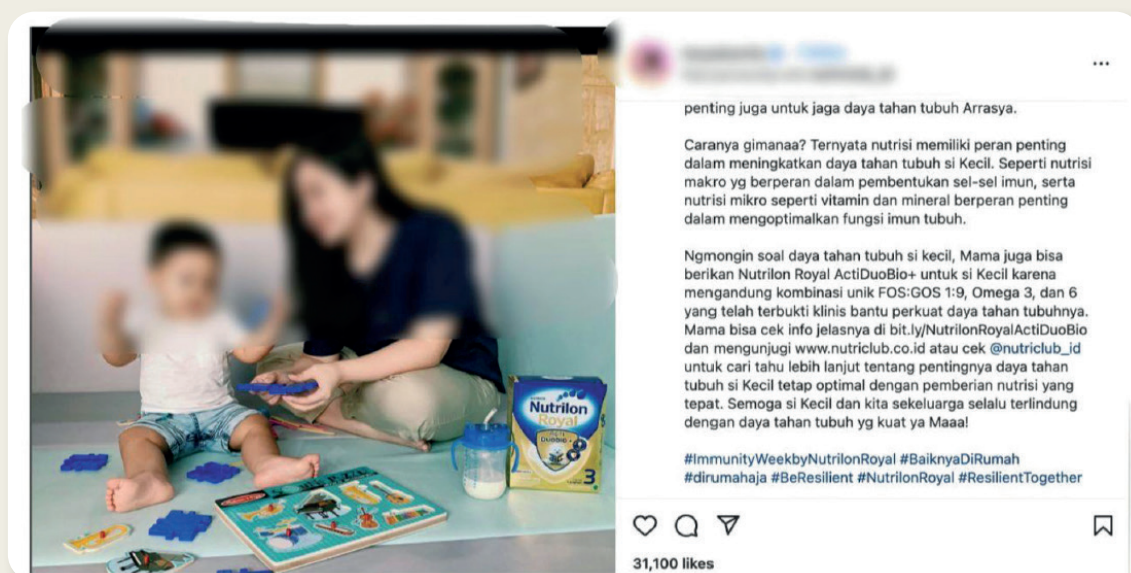 penting juga untuk jaga daya tahan tubuh Arrasya.
Caranya gimanaa? Ternyata nutrisi memiliki peran penting
dalam meningkatkan daya tahan tubuh si Kecil. Seperti nutrisi
makro yg berperan dalam pembentukan sel-sel imun, serta
nutrisi mikro seperti vitamin dan mineral berperan penting
dalam mengoptimalkan fungsi imun tubuh.
Ngmongin soal daya tahan tubuh si kecil, Mama juga bisa
berikan Nutrilon Royal ActiDuoBio+ untuk si Kecil karena
mengandung kombinasi unik FOS:GOS 1:9, Omega 3, dan 6
yang telah terbukti klinis bantu perkuat daya tahan tubuhnya.
Mama bisa cek info jelasnya di bit.ly/NutrilonRoyalActiDuoBio
dan mengunjugi www.nutriclub.co.id atau cek @nutriclub_id
untuk cari tahu lebih lanjut tentang pentingnya daya tahan
tubuh si Kecil tetap optimal dengan pemberian nutrisi yang
tepat. Semoga si Kecil dan kita sekeluarga selalu terlindung
dengan daya tahan tubuh yg kuat ya Maaa!
#ImmunityWeekbyNutrilonRoyal #BaiknyaDiRumah
#dirumahaja #BeResilient #NutrilonRoyal #ResilientTogether
31,100 likes
Nutrilon
Royal
DUOBIO+
3